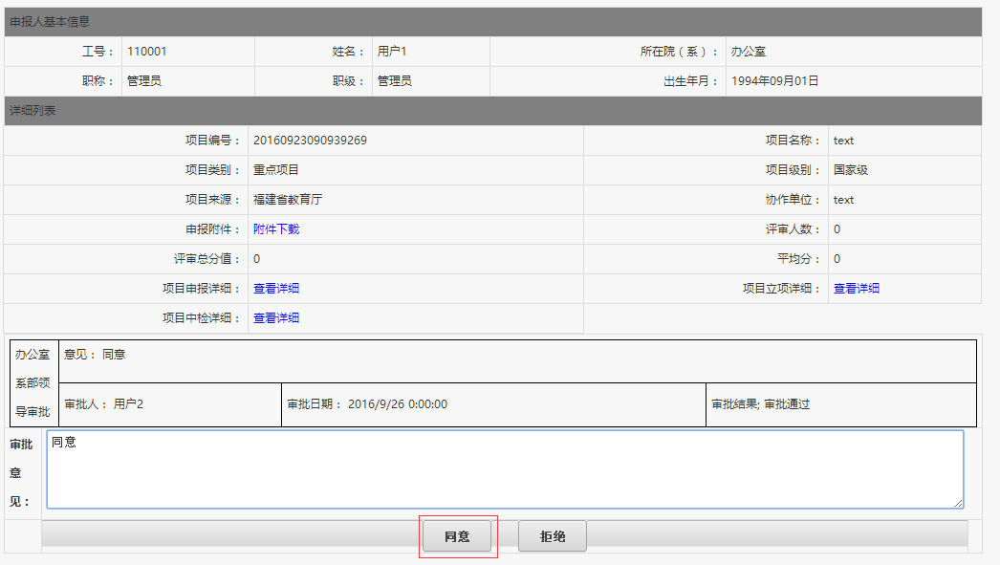 申报人基本信息
工号： 110001 姓名： 用户1 所在院（系）： 办公室
职称： 管理员 职级： 管理员 出生年月： 1994年09月01日
详细列表
项目编号： 20160923090939269 项目名称： text
项目类别： 重点项目 项目级别： 国家级
项目来源： 福建省教育厅 协作单位： text
申报附件： 附件下载 评审人数： 0
评审总分值： 0 平均分： 0
项目申报详细： 查看详细 项目立项详细： 查看详细
项目中检详细： 查看详细
办公室
系部领
导审批
意见： 同意
审批人： 用户2 审批日期： 2016/9/26 0:00:00 审批结果; 审批通过
审批
意
见：
同意
同意 拒绝